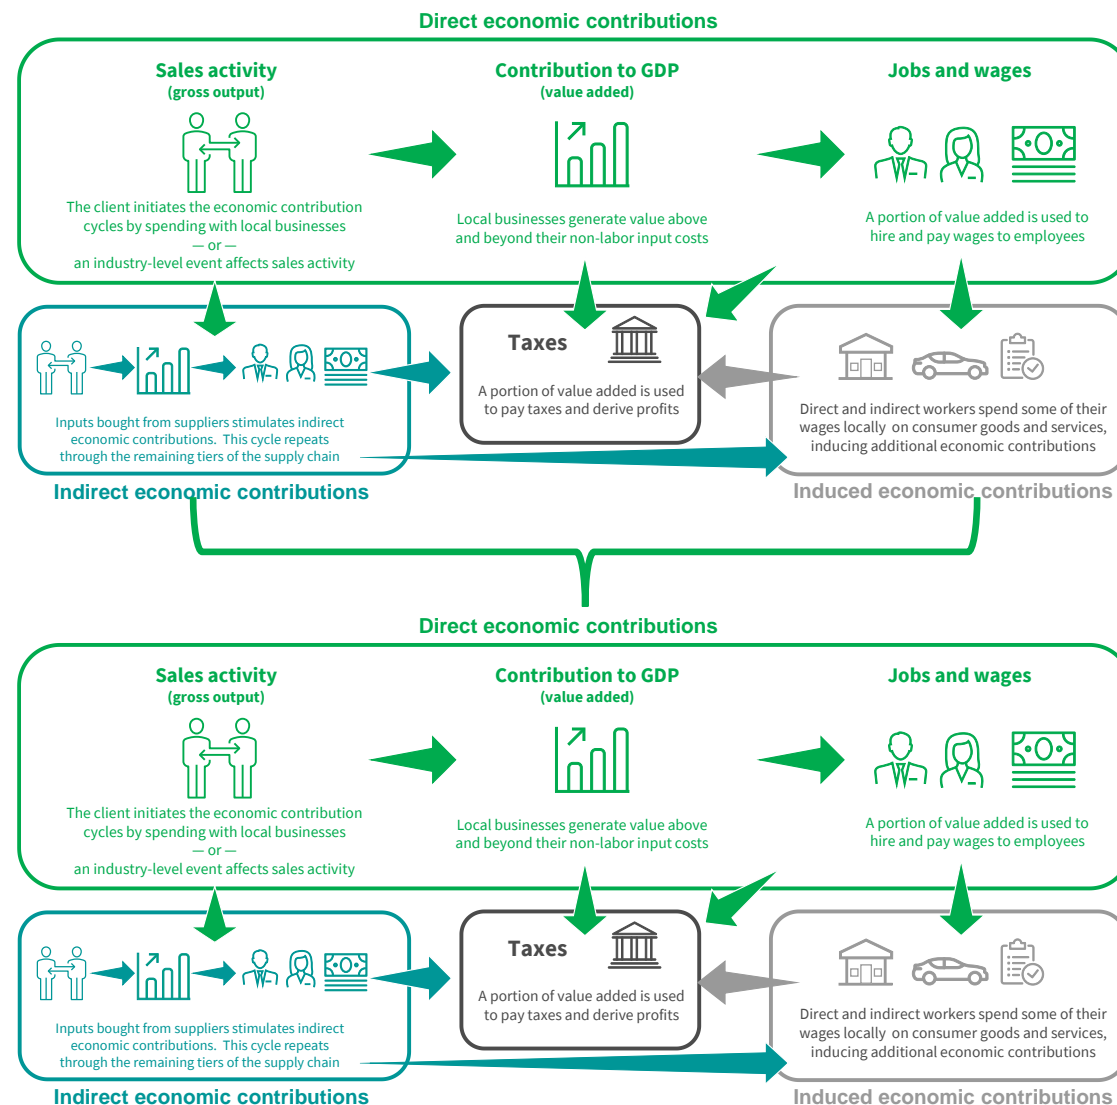 Direct economic contributions
Sales activity
(gross output)
The client initiates the economic contribution
cycles by spending with local businesses
— or —
an industry-level event affects sales activity
Contribution to GDP
(value added)
Local businesses generate value above
and beyond their non-labor input costs
Jobs and wages
A portion of value added is used to
hire and pay wages to employees
Inputs bought from suppliers stimulates indirect
economic contributions. This cycle repeats
through the remaining tiers of the supply chain
Indirect economic contributions
Taxes
A portion of value added is used
to pay taxes and derive profits
Direct and indirect workers spend some of their
wages locally on consumer goods and services,
inducing additional economic contributions
Induced economic contributions
Direct economic contributions
Sales activity
(gross output)
The client initiates the economic contribution
cycles by spending with local businesses
— or —
an industry-level event affects sales activity
Contribution to GDP
(value added)
Local businesses generate value above
and beyond their non-labor input costs
Jobs and wages
A portion of value added is used to
hire and pay wages to employees
Inputs bought from suppliers stimulates indirect
economic contributions. This cycle repeats
through the remaining tiers of the supply chain
Indirect economic contributions
Taxes
A portion of value added is used
to pay taxes and derive profits
Direct and indirect workers spend some of their
wages locally on consumer goods and services,
inducing additional economic contributions
Induced economic contributions